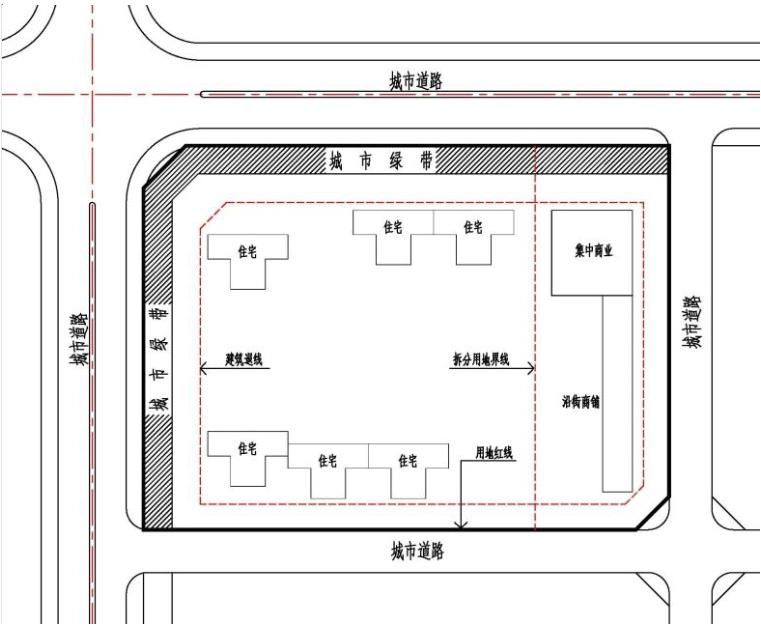 城市道路
城市绿带
住宅
住宅
住宅
集中商业
城市绿带
城市道路
城市道路
建筑退线
拆分用地界线
沿街商铺
住宅
住宅
住宅
用地红线
城市道路